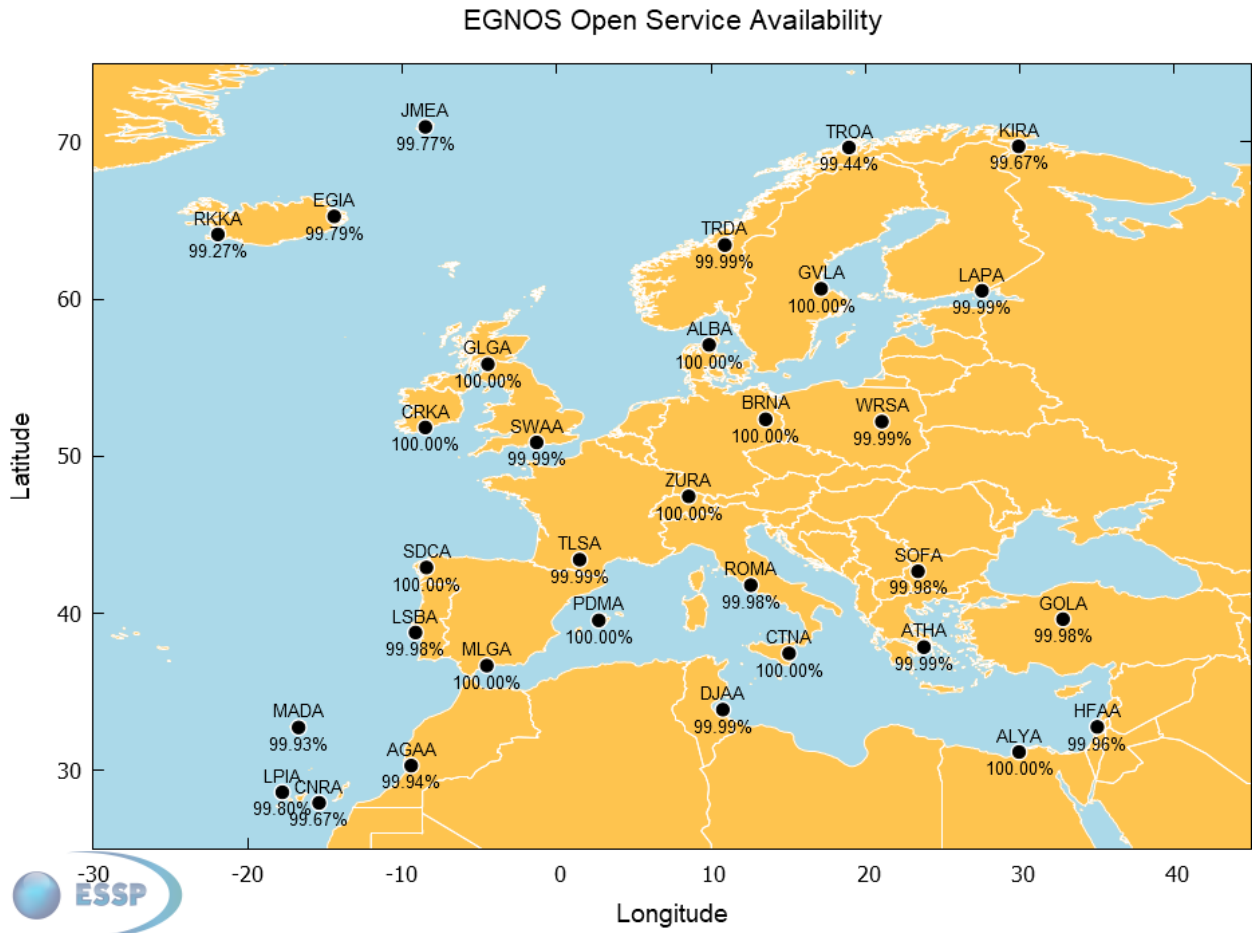 EGNOS Open Service Availability
JMEA
99.77%
TROA
99.44%
KIRA
99.67%
EGIA
99.79%
RKKA
99.27%
TRDA
99.99%
GVLA
100.00%
LAPA
99.99%
ALBA
100.00%
GLGA
100.00%
CRKA
100.00%
SWAA
99.99%
BRNA
100.00%
WRSA
99.99%
ZURA
100.00%
SDCA
100.00%
TLSA
99.99%
ROMA
99.98%
SOFA
99.98%
PDMA
100.00%
LSBA
99.98%
GOLA
99.98%
ATHA
99.99%
CTNA
100.00%
MLGA
100.00%
DJAA
99.99%
MADA
99.93%
HFAA
99.96%
ALYA
100.00%
AGAA
99.94%
LPIA
99.80%
CNRA
99.67%
70
60
50
40
30
Latitude
-30
-20
-10
0
10
20
30
40
Longitude
ESSP